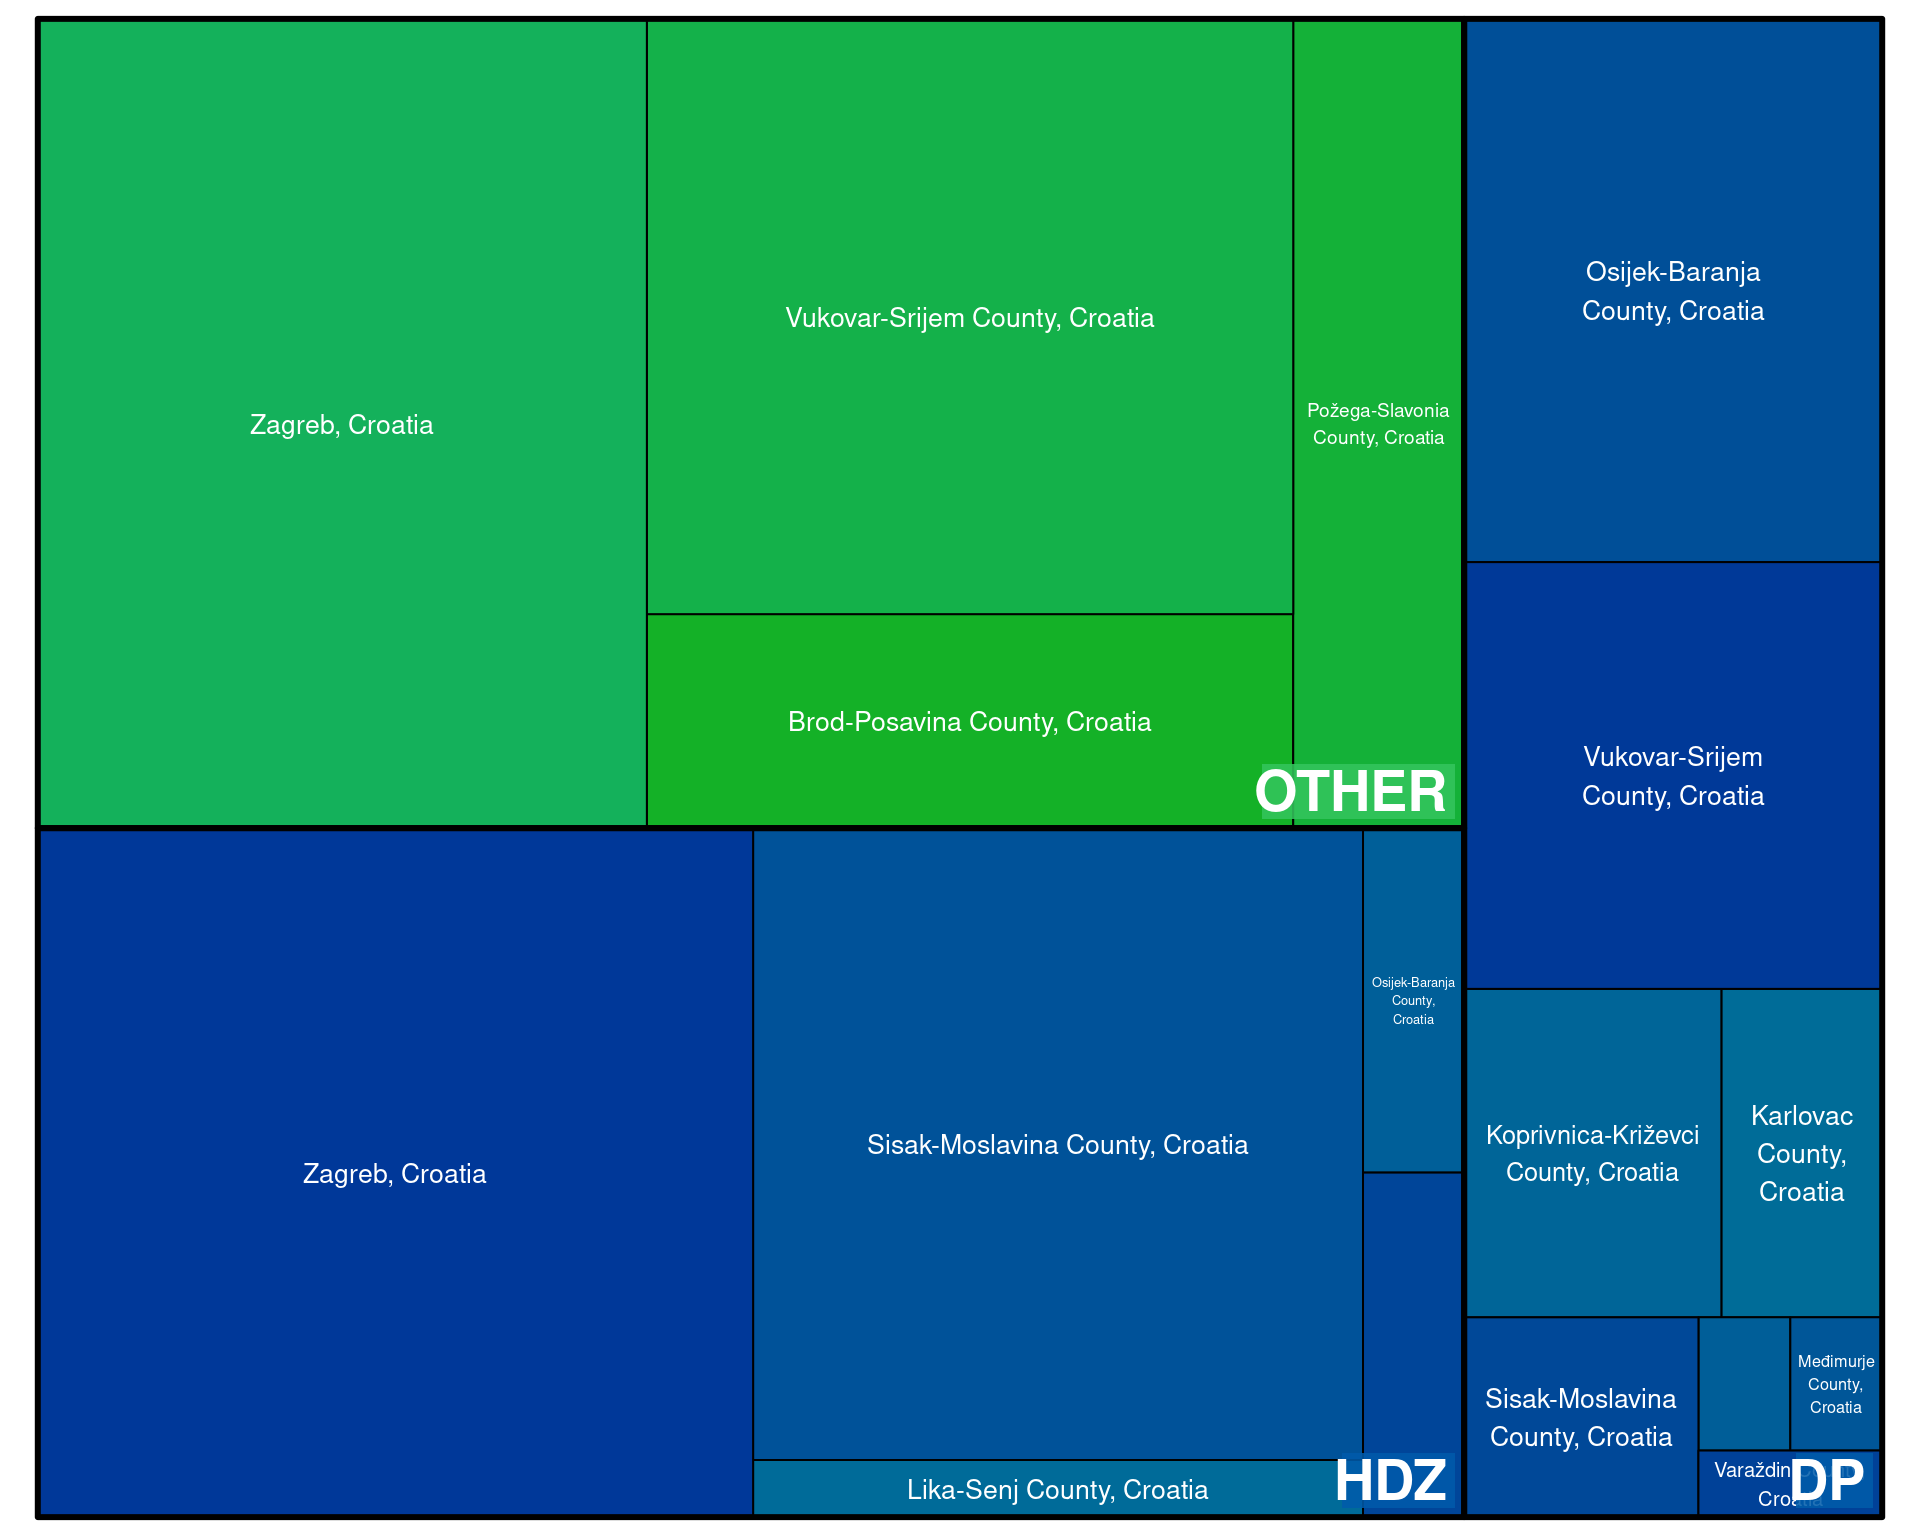 Zagreb, Croatia
Vukovar-Srijem County, Croatia
Požega-Slavonia
County, Croatia
Brod-Posavina County, Croatia
OTHER
Osijek-Baranja
County, Croatia
Vukovar-Srijem
County, Croatia
Zagreb, Croatia
Sisak-Moslavina County, Croatia
Osijek-Baranja
County,
Croatia
Lika-Senj County, Croatia
HDZ
Koprivnica-Križevci
County, Croatia
Karlovac
County,
Croatia
Sisak-Moslavina
County, Croatia
Međimurje
County,
Croatia
Varaždin
Croatia
DP